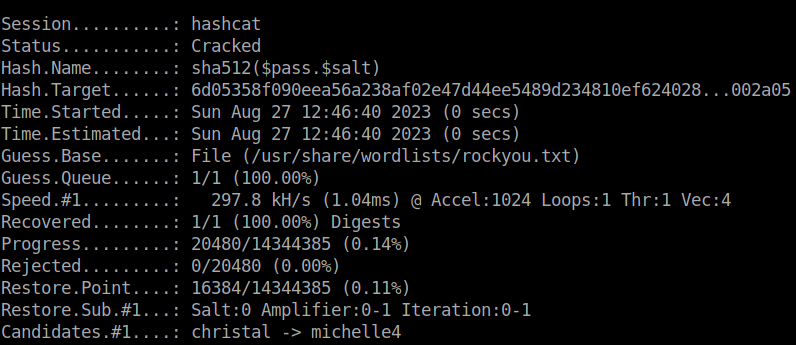 Session..........: hashcat
Status...........: Cracked
Hash.Name........: sha512($pass.$salt)
Hash.Target......: 6d05358f090eea56a238af02e47d44ee5489d234810ef624028...002a05
Time.Started.....: Sun Aug 27 12:46:40 2023 (0 secs)
Time.Estimated...: Sun Aug 27 12:46:40 2023 (0 secs)
Guess.Base.......: File (/usr/share/wordlists/rockyou.txt)
Guess.Queue......: 1/1 (100.00%)
Speed.#1.........:   297.8 kH/s (1.04ms) @ Accel:1024 Loops:1 Thr:1 Vec:4
Recovered........: 1/1 (100.00%) Digests
Progress.........: 20480/14344385 (0.14%)
Rejected.........: 0/20480 (0.00%)
Restore.Point....: 16384/14344385 (0.11%)
Restore.Sub.#1...: Salt:0 Amplifier:0-1 Iteration:0-1
Candidates.#1....: christal -> michelle4